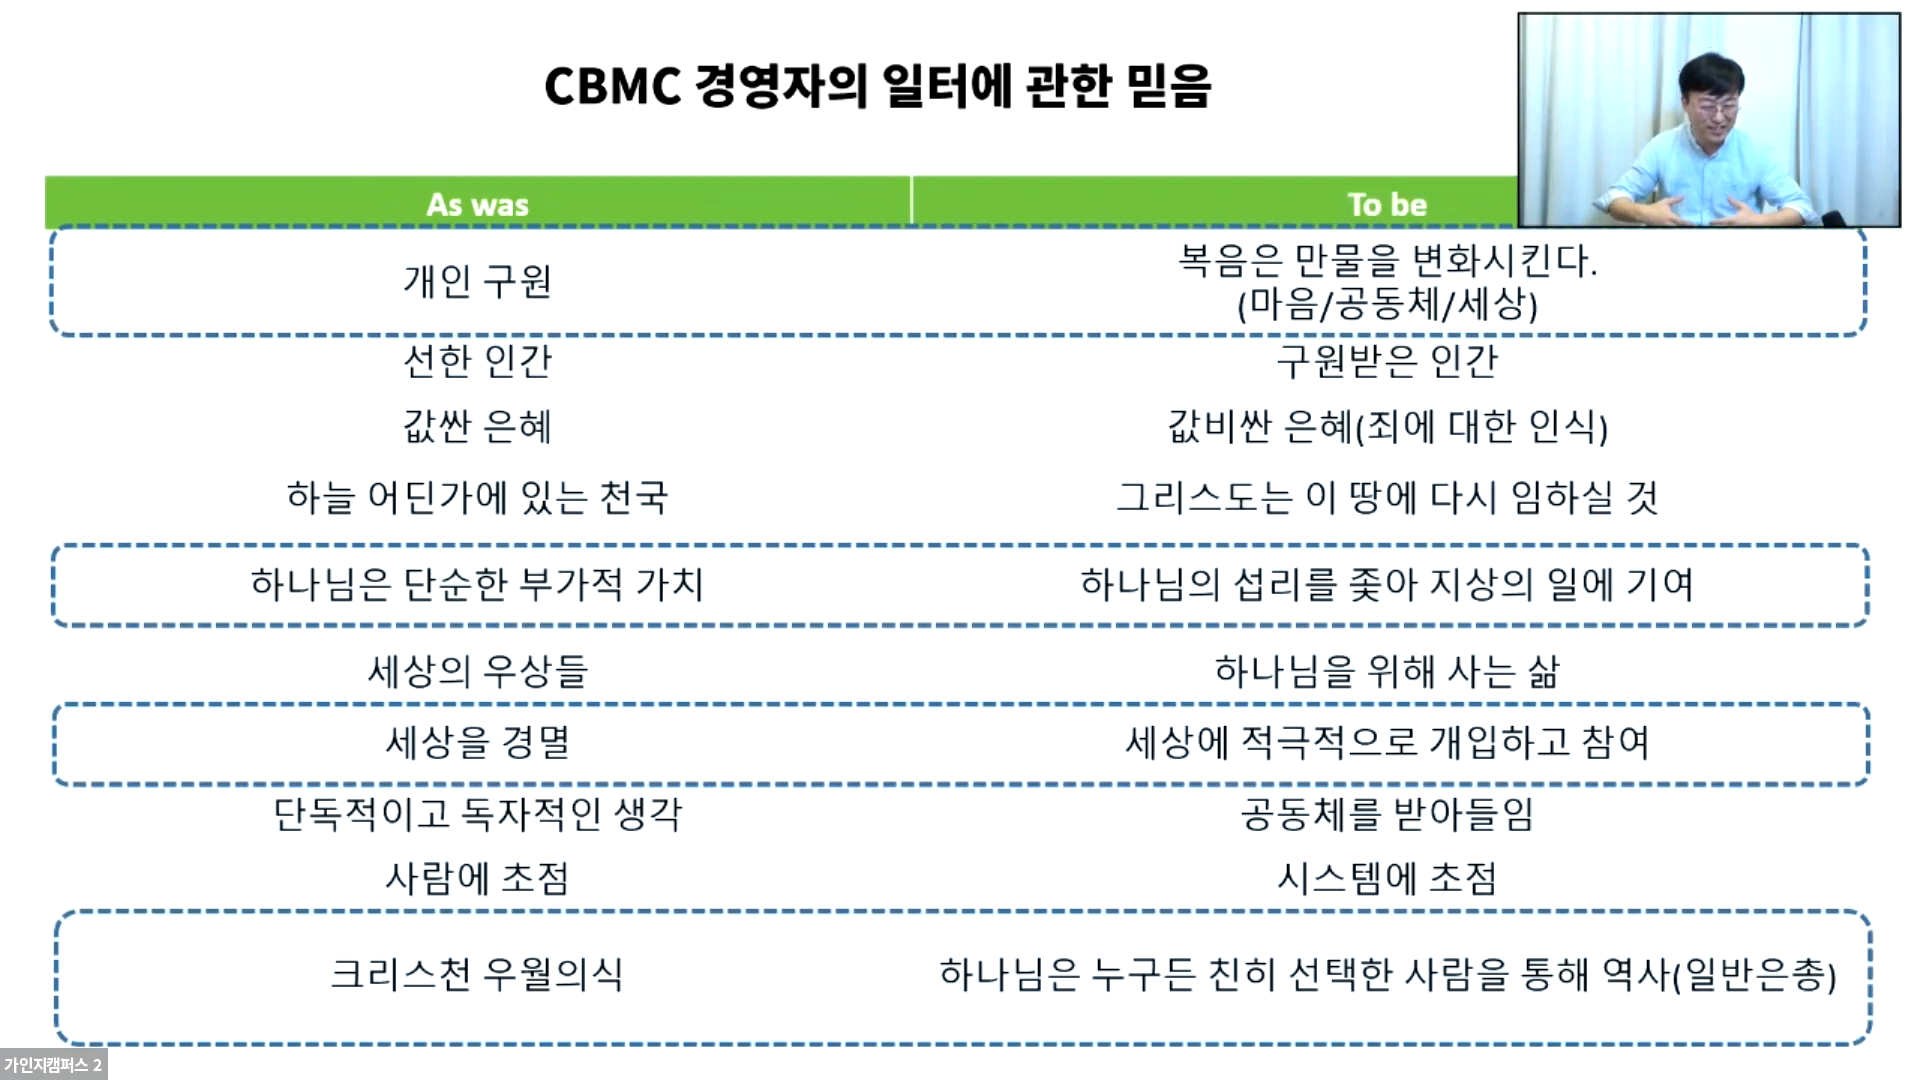 CBMC 경영자의 일터에 관한 믿음
As was
To be
개인 구원
복음은 만물을 변화시킨다.
(마음/공동체/세상)
선한 인간
구원받은 인간
값싼 은혜
값비싼 은혜(죄에 대한 인식)
하늘 어딘가에 있는 천국
그리스도는 이 땅에 다시 임하실 것
하나님은 단순한 부가적 가치
하나님의 섭리를 좇아 지상의 일에 기여
세상의 우상들
하나님을 위해 사는 삶
세상을 경멸
세상에 적극적으로 개입하고 참여
단독적이고 독자적인 생각
공동체를 받아들임
사람에 초점
시스템에 초점
크리스천 우월의식
하나님은 누구든 친히 선택한 사람을 통해 역사(일반은총)
가인지캠퍼스 2